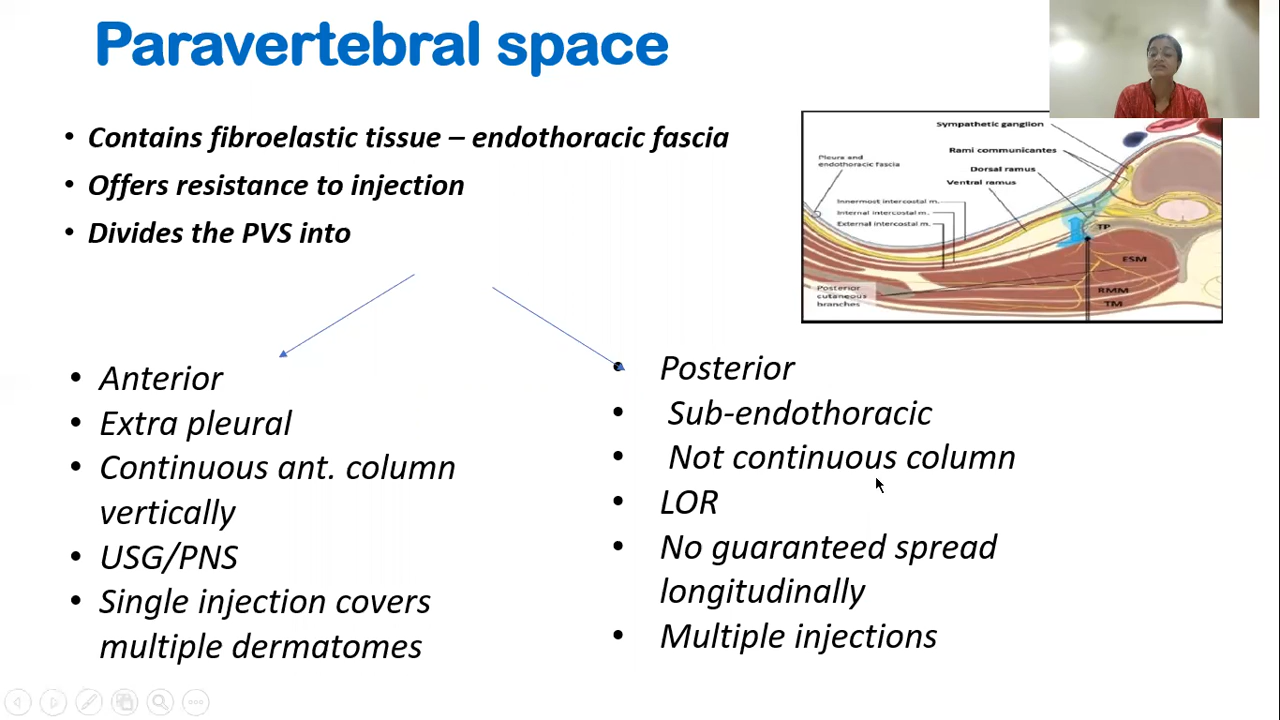 Paravertebral space
• Contains fibroelastic tissue – endothoracic fascia
• Offers resistance to injection
• Divides the PVS into
Sympathetic ganglion
Rami communicantes
Dorsal ramus
Ventral ramus
Pleura and
endothoracic fascia
Innermost intercostal m.
Internal intercostal m.
External intercostal m.
TP
ESM
RMM
TM
Posterior
cutaneous
branches
• Anterior
• Extra pleural
• Continuous ant. column
vertically
• USG/PNS
• Single injection covers
multiple dermatomes
• Posterior
• Sub-endothoracic
• Not continuous column
• LOR
• No guaranteed spread
longitudinally
• Multiple injections